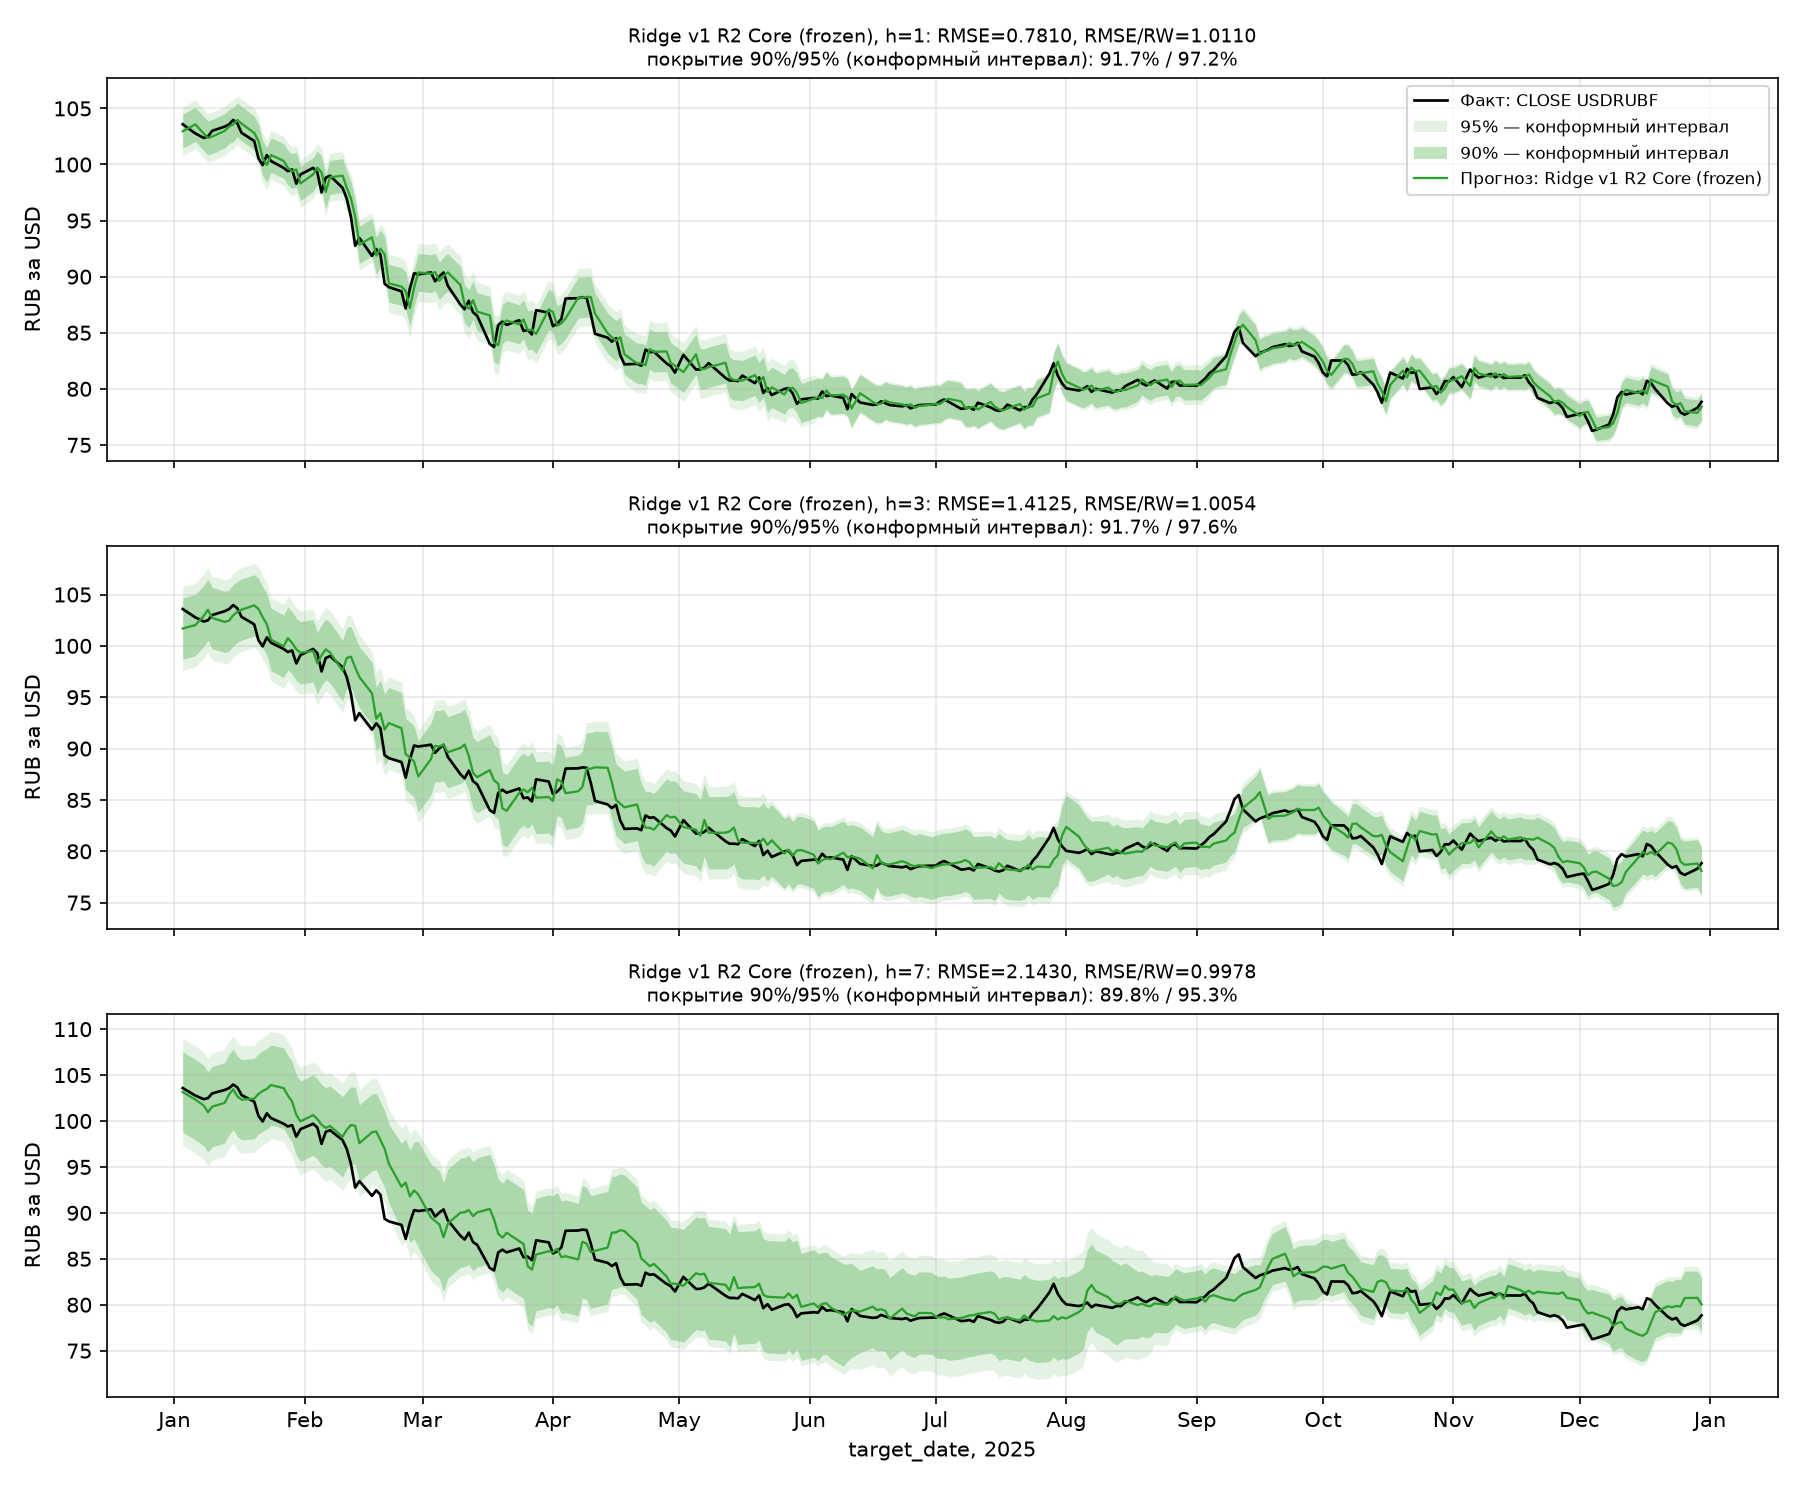 Ridge v1 R2 Core (frozen), h=1: RMSE=0.7810, RMSE/RW=1.0110
покрытие 90%/95% (конформный интервал): 91.7% / 97.2%
105
100
95
90
85
80
75
RUB за USD
Факт: CLOSE USDRUBF
95% — конформный интервал
90% — конформный интервал
Прогноз: Ridge v1 R2 Core (frozen)
Ridge v1 R2 Core (frozen), h=3: RMSE=1.4125, RMSE/RW=1.0054
покрытие 90%/95% (конформный интервал): 91.7% / 97.6%
105
100
95
90
85
80
75
RUB за USD
Ridge v1 R2 Core (frozen), h=7: RMSE=2.1430, RMSE/RW=0.9978
покрытие 90%/95% (конформный интервал): 89.8% / 95.3%
110
105
100
95
90
85
80
75
RUB за USD
Jan Feb Mar Apr May Jun Jul Aug Sep Oct Nov Dec Jan
target_date, 2025